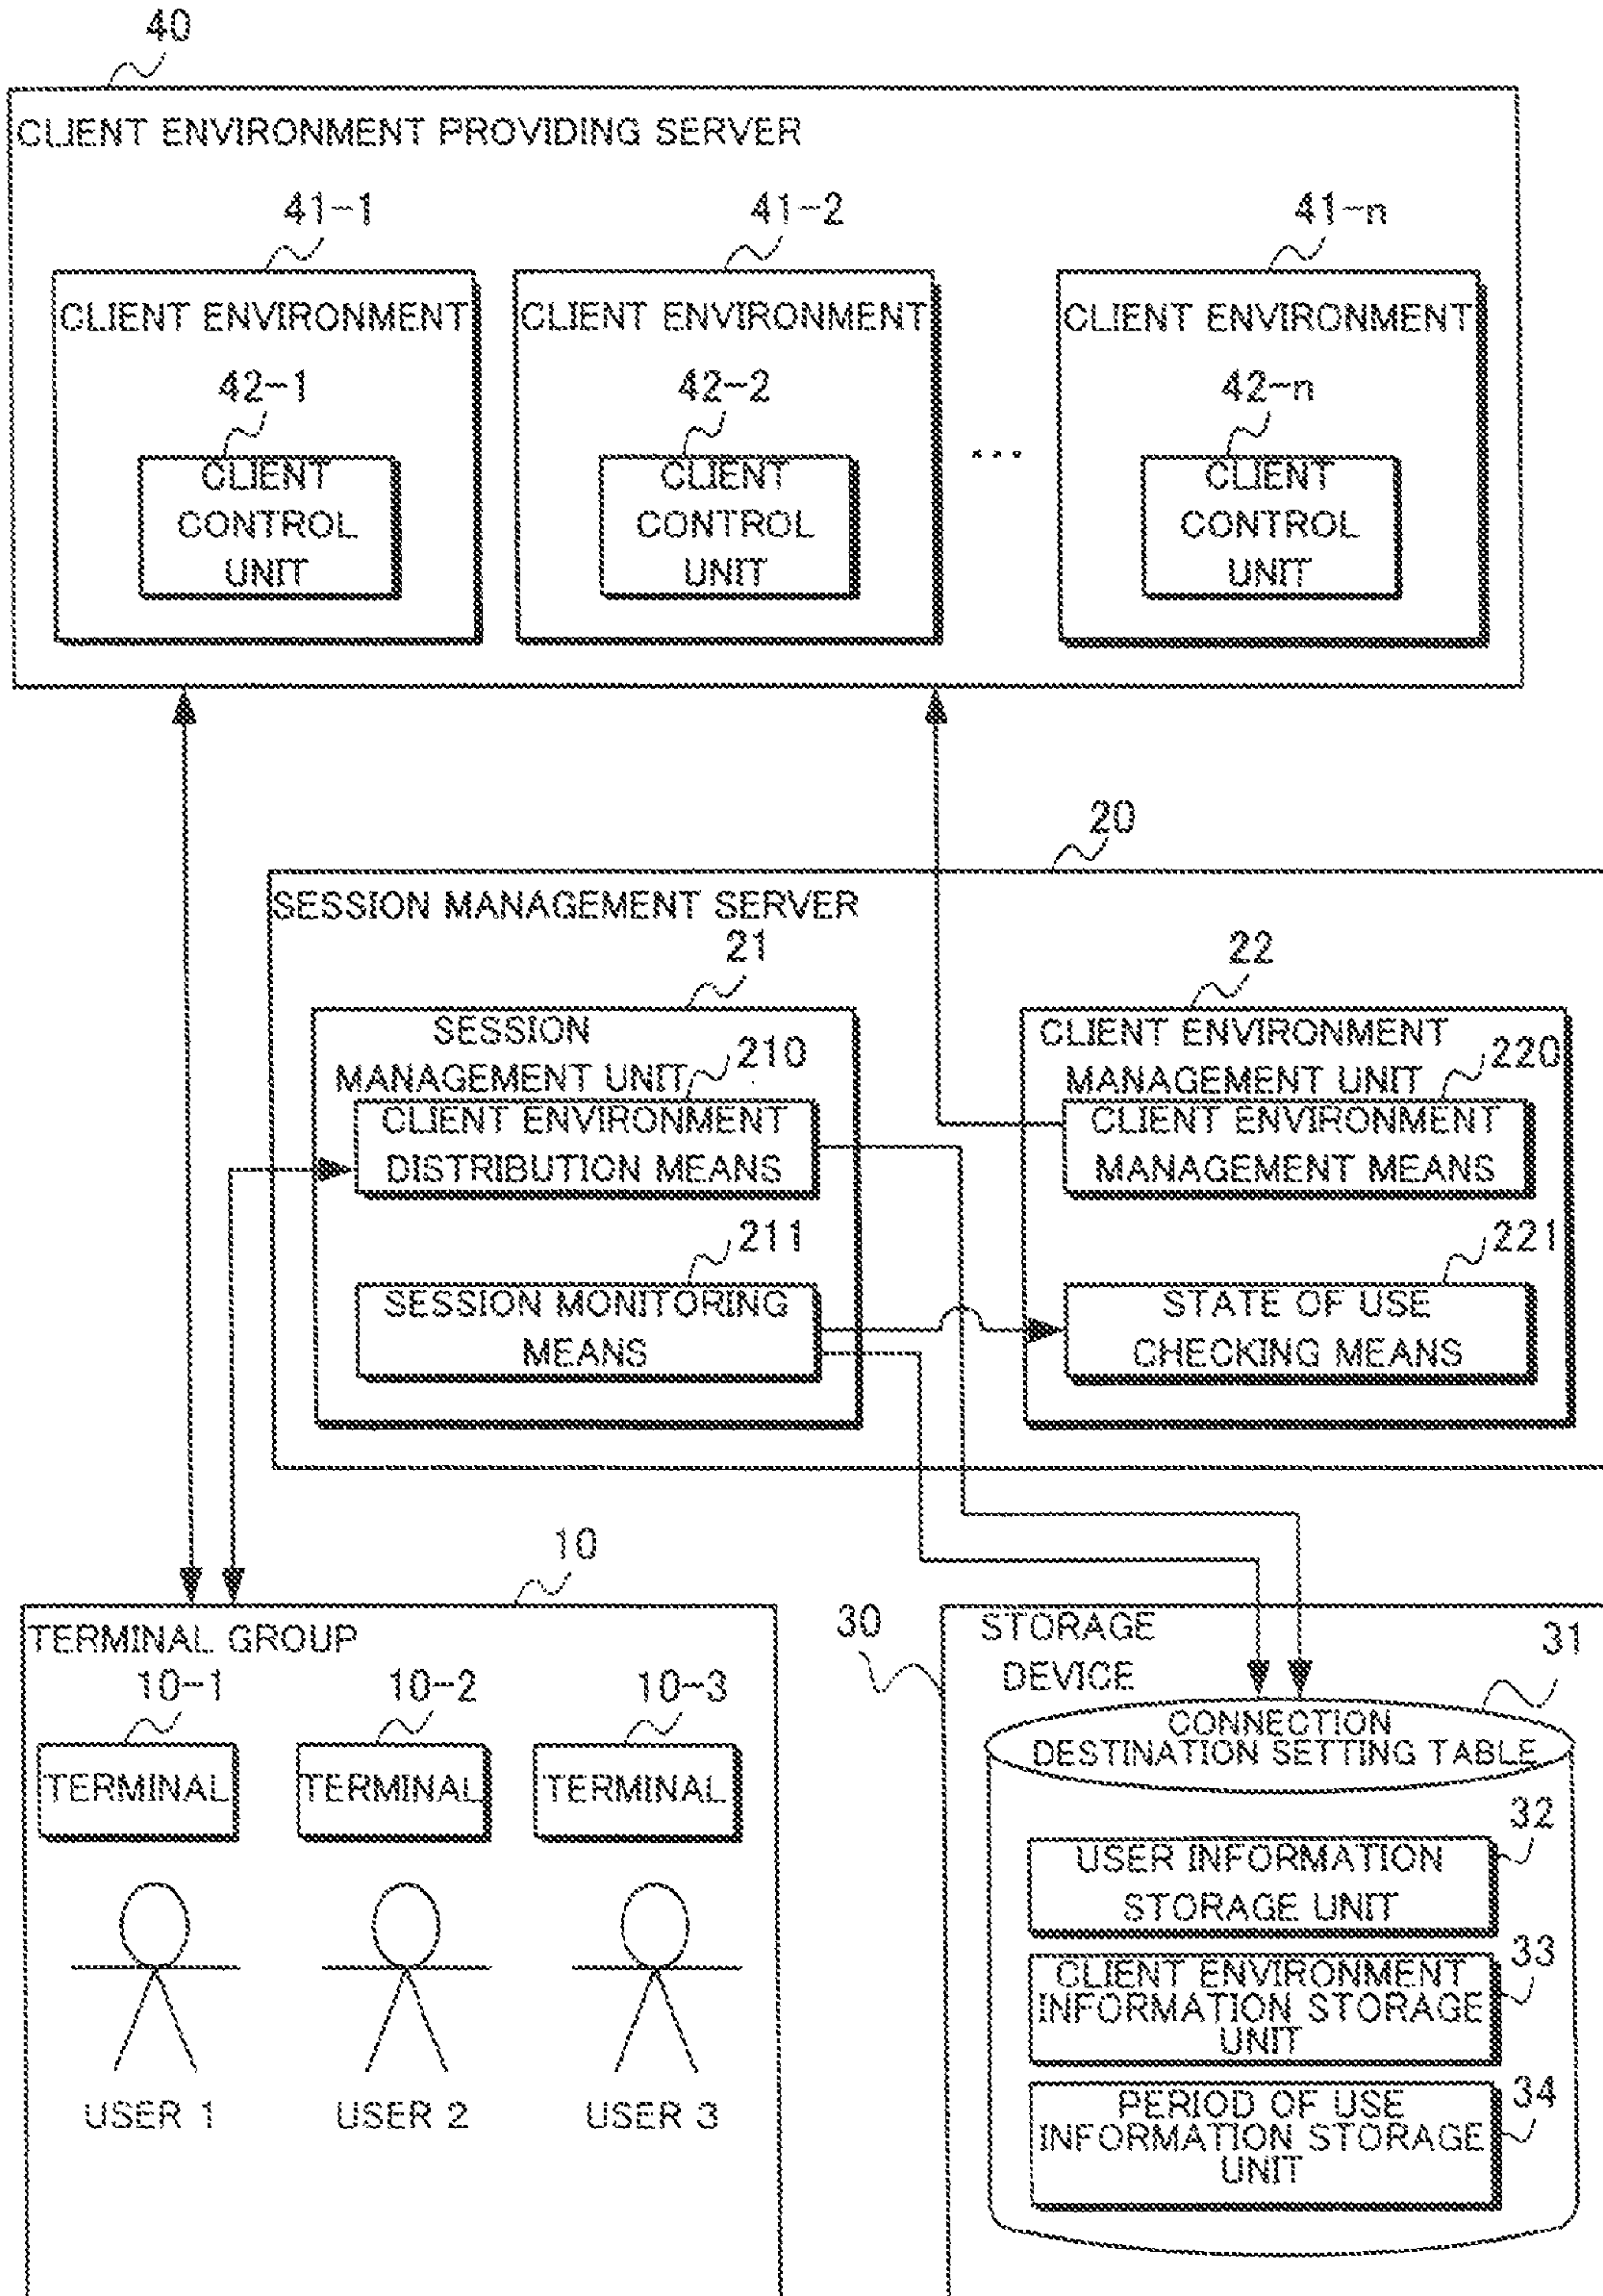 40
CLIENT ENVIRONMENT PROVIDING SERVER
41-1
41-2
41-n
CLIENT ENVIRONMENT
CLIENT ENVIRONMENT
CLIENT ENVIRONMENT
42-1
42-2
42-n
CLIENT
CONTROL
UNIT
CLIENT
CONTROL
UNIT
...
CLIENT
CONTROL
UNIT
20
SESSION MANAGEMENT SERVER
21
22
SESSION
MANAGEMENT UNIT
210
CLIENT ENVIRONMENT
DISTRIBUTION MEANS
211
SESSION MONITORING
MEANS
CLIENT ENVIRONMENT
MANAGEMENT UNIT
220
CLIENT ENVIRONMENT
MANAGEMENT MEANS
221
STATE OF USE
CHECKING MEANS
10
TERMINAL GROUP
10-1
10-2
10-3
TERMINAL
TERMINAL
TERMINAL
USER 1
USER 2
USER 3
30
STORAGE
DEVICE
31
CONNECTION
DESTINATION SETTING TABLE
32
USER INFORMATION
STORAGE UNIT
33
CLIENT ENVIRONMENT
INFORMATION STORAGE
UNIT
34
PERIOD OF USE
INFORMATION STORAGE
UNIT